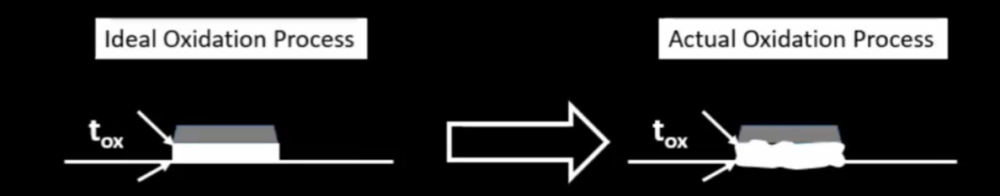 Ideal Oxidation Process
Actual Oxidation Process
tox
tox